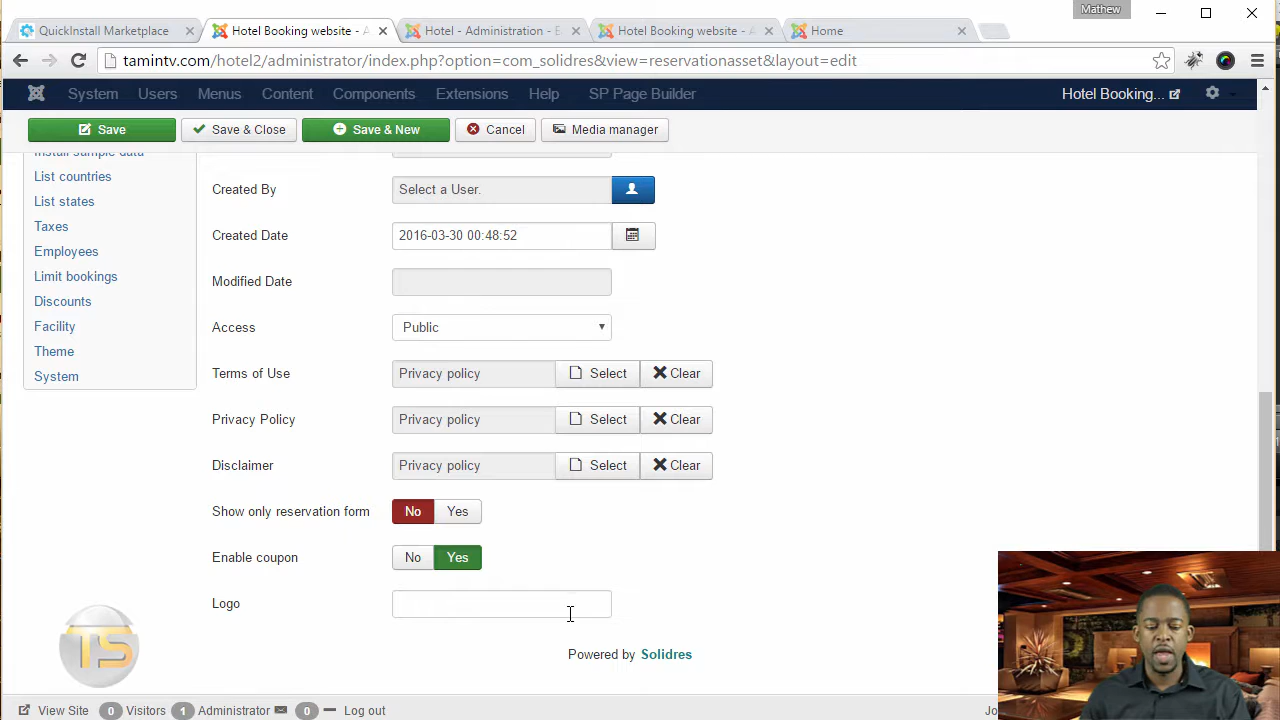 Mathew
QuickInstall Marketplace
Hotel Booking website - A
Hotel - Administration - E
Hotel Booking website - A
Home
tamintv.com/hotel2/administrator/index.php?option=com_solidres&view=reservationasset&layout=edit
System Users Menus Content Components Extensions Help SP Page Builder Hotel Booking...
Save Save & Close Save & New Cancel Media manager
Install sample data
List countries
List states
Taxes
Employees
Limit bookings
Discounts
Facility
Theme
System
Created By Select a User.
Created Date 2016-03-30 00:48:52
Modified Date
Access Public
Terms of Use Privacy policy Select Clear
Privacy Policy Privacy policy Select Clear
Disclaimer Privacy policy Select Clear
Show only reservation form No Yes
Enable coupon No Yes
Logo
Powered by Solidres
TS
View Site 0 Visitors 1 Administrator 0 Log out